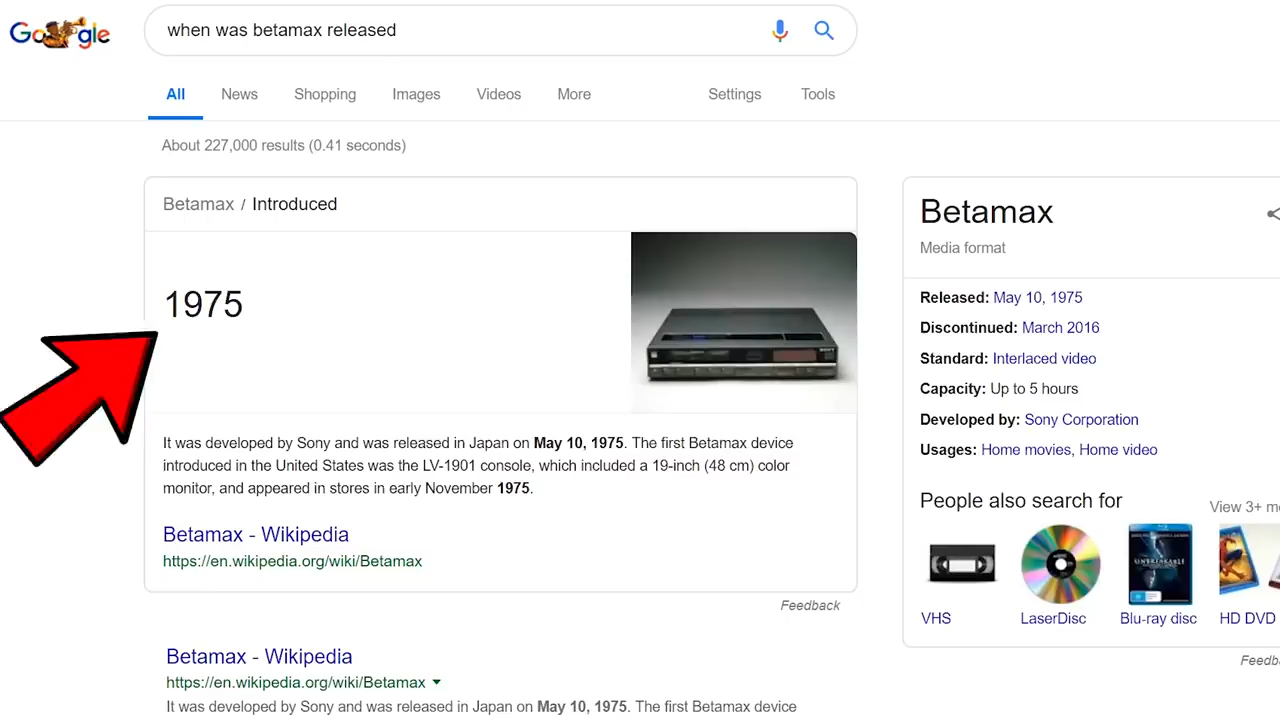 Google
when was betamax released
All News Shopping Images Videos More Settings Tools
About 227,000 results (0.41 seconds)
Betamax / Introduced
1975
SONY
It was developed by Sony and was released in Japan on May 10, 1975. The first Betamax device
introduced in the United States was the LV-1901 console, which included a 19-inch (48 cm) color
monitor, and appeared in stores in early November 1975.
Betamax - Wikipedia
https://en.wikipedia.org/wiki/Betamax
Feedback
Betamax - Wikipedia
https://en.wikipedia.org/wiki/Betamax
It was developed by Sony and was released in Japan on May 10, 1975. The first Betamax device
Betamax
Media format
Released: May 10, 1975
Discontinued: March 2016
Standard: Interlaced video
Capacity: Up to 5 hours
Developed by: Sony Corporation
Usages: Home movies, Home video
People also search for
View 3+
UNBREAKABLE
VHS LaserDisc Blu-ray disc HD DVD